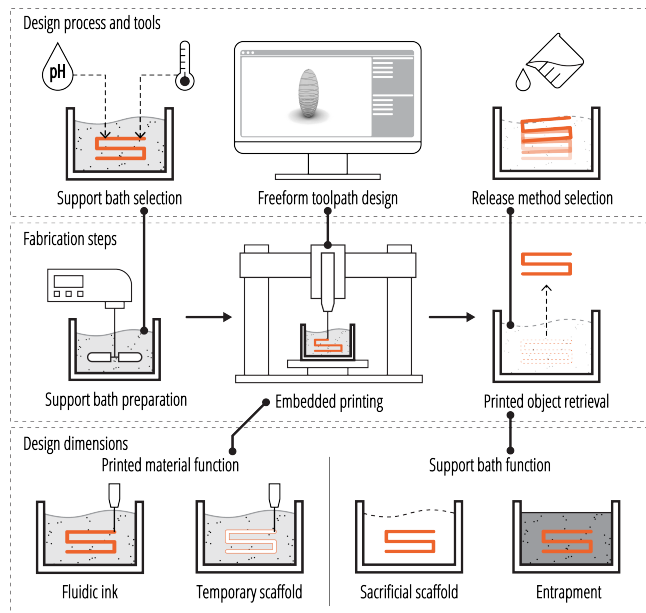 Design process and tools
pH
Support bath selection
Freeform toolpath design
Release method selection
Fabrication steps
Support bath preparation
Embedded printing
Printed object retrieval
Design dimensions
Printed material function
Support bath function
Fluidic ink
Temporary scaffold
Sacrificial scaffold
Entrapment